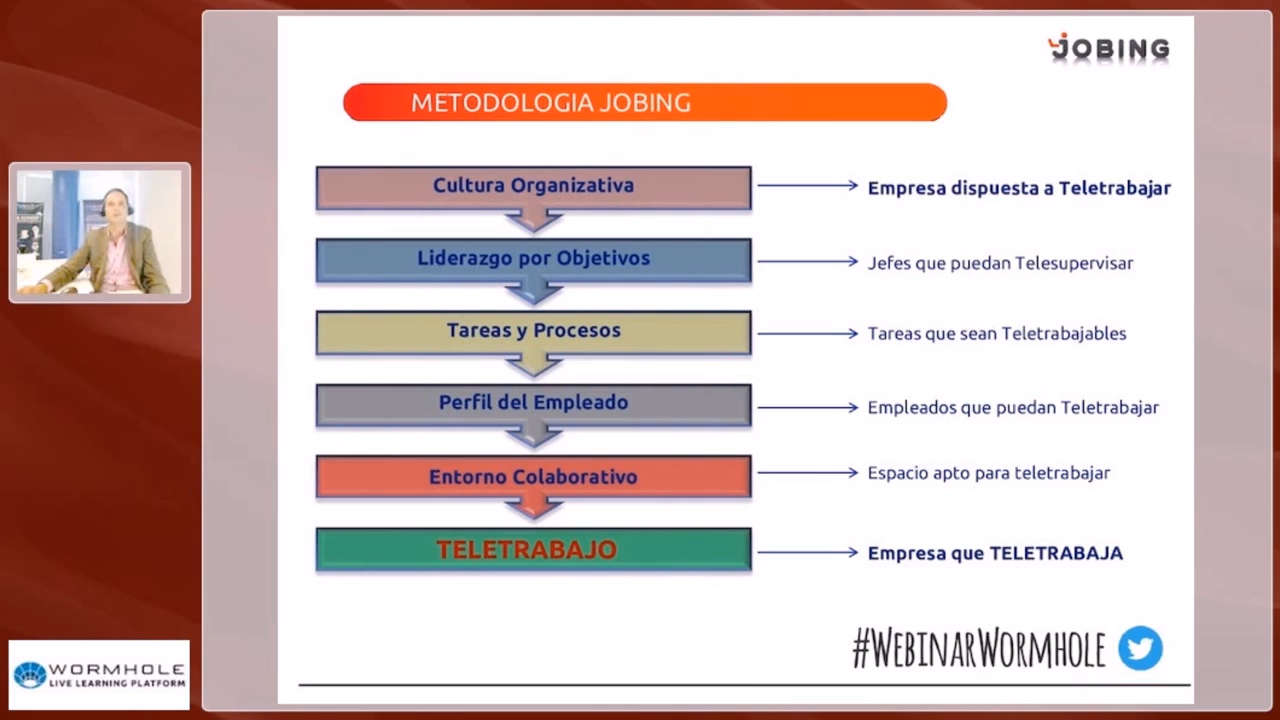 JOBING
METODOLOGIA JOBING
Cultura Organizativa
Empresa dispuesta a Teletrabajar
Liderazgo por Objetivos
Jefes que puedan Telesupervisar
Tareas y Procesos
Tareas que sean Teletrabajables
Perfil del Empleado
Empleados que puedan Teletrabajar
Entorno Colaborativo
Espacio apto para teletrabajar
TELETRABAJO
Empresa que TELETRABAJA
#WEBINARWORMHOLE
WORMHOLE
LIVE LEARNING PLATFORM